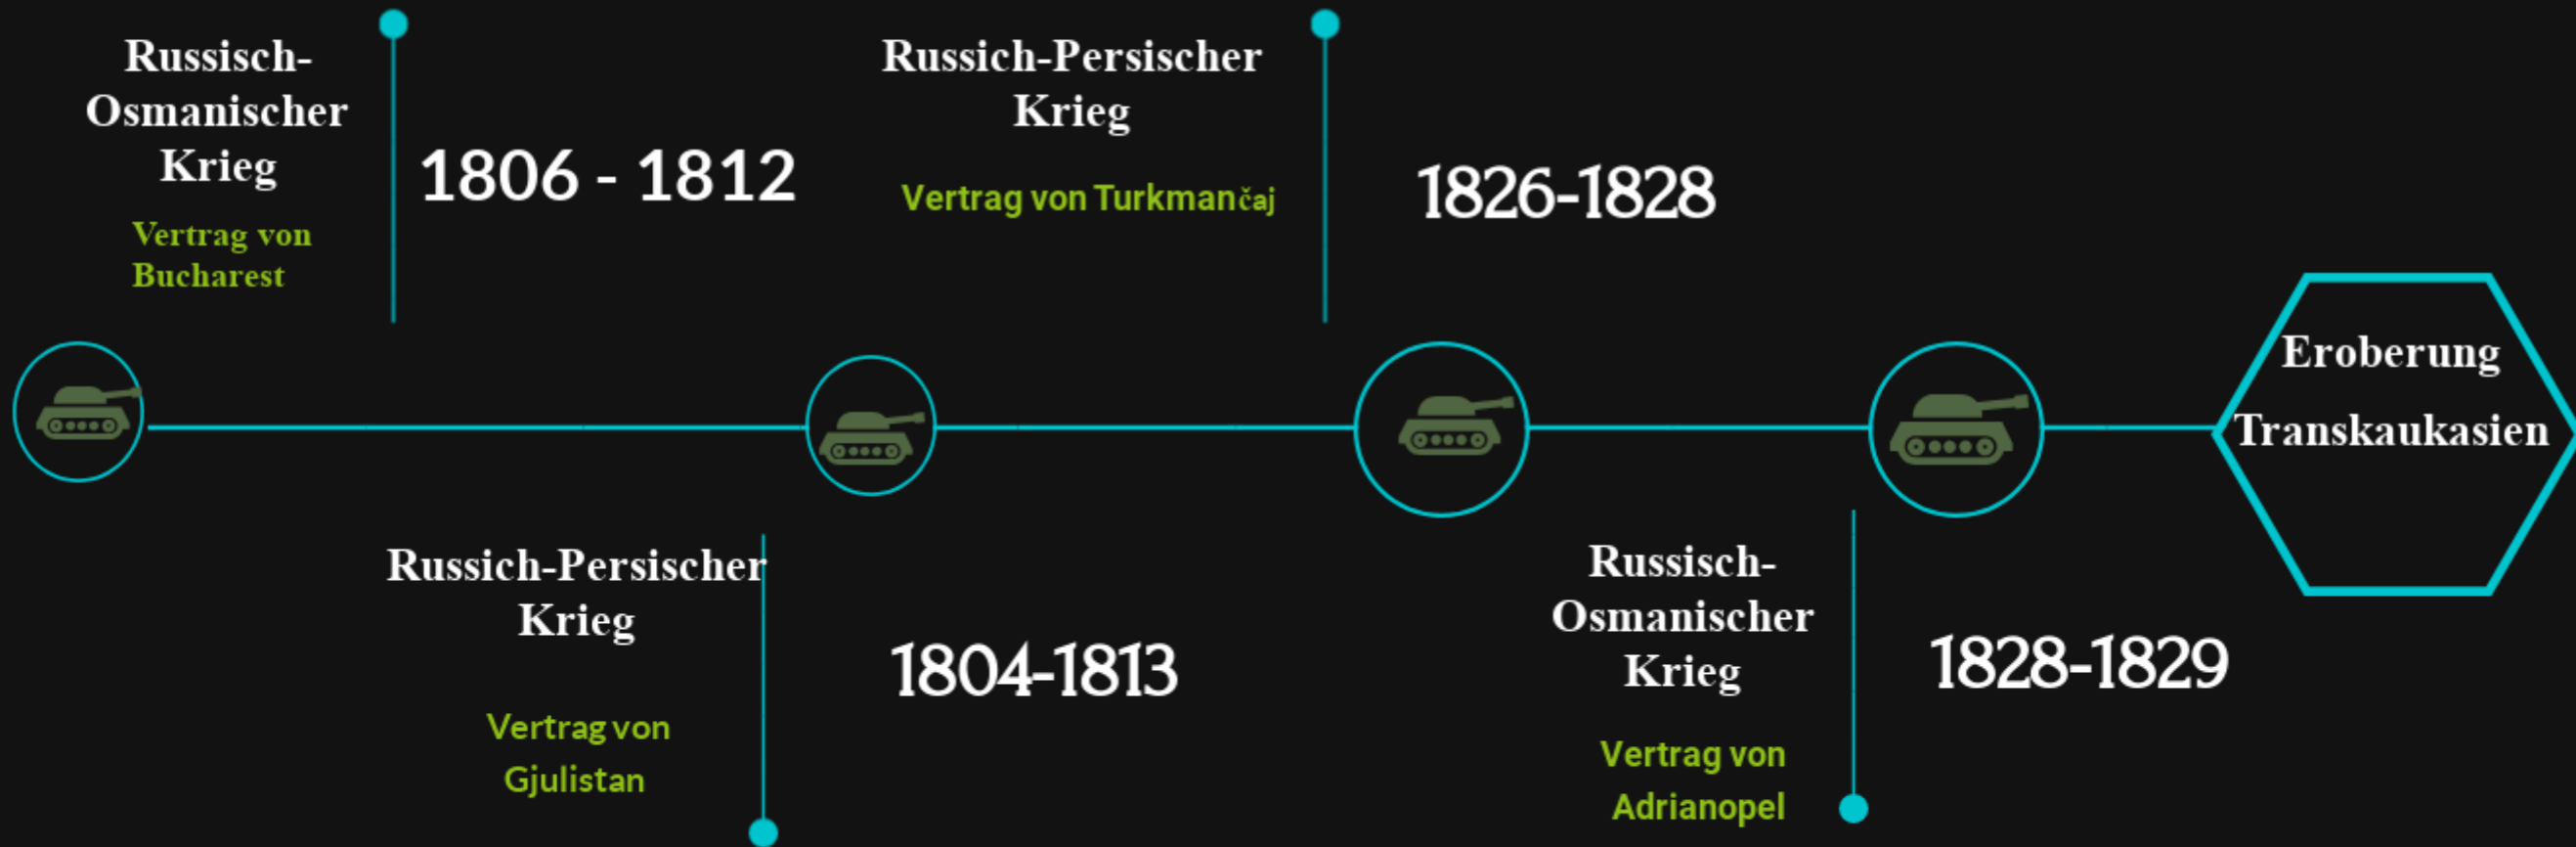 Russisch-
Osmanischer
Krieg
Vertrag von
Bucharest
1806 - 1812
Russich-Persischer
Krieg
Vertrag von Turkmančaj
1826-1828
Eroberung
Transkaukasien
Russich-Persischer
Krieg
Vertrag von
Gjulistan
1804-1813
Russisch-
Osmanischer
Krieg
Vertrag von
Adrianopel
1828-1829